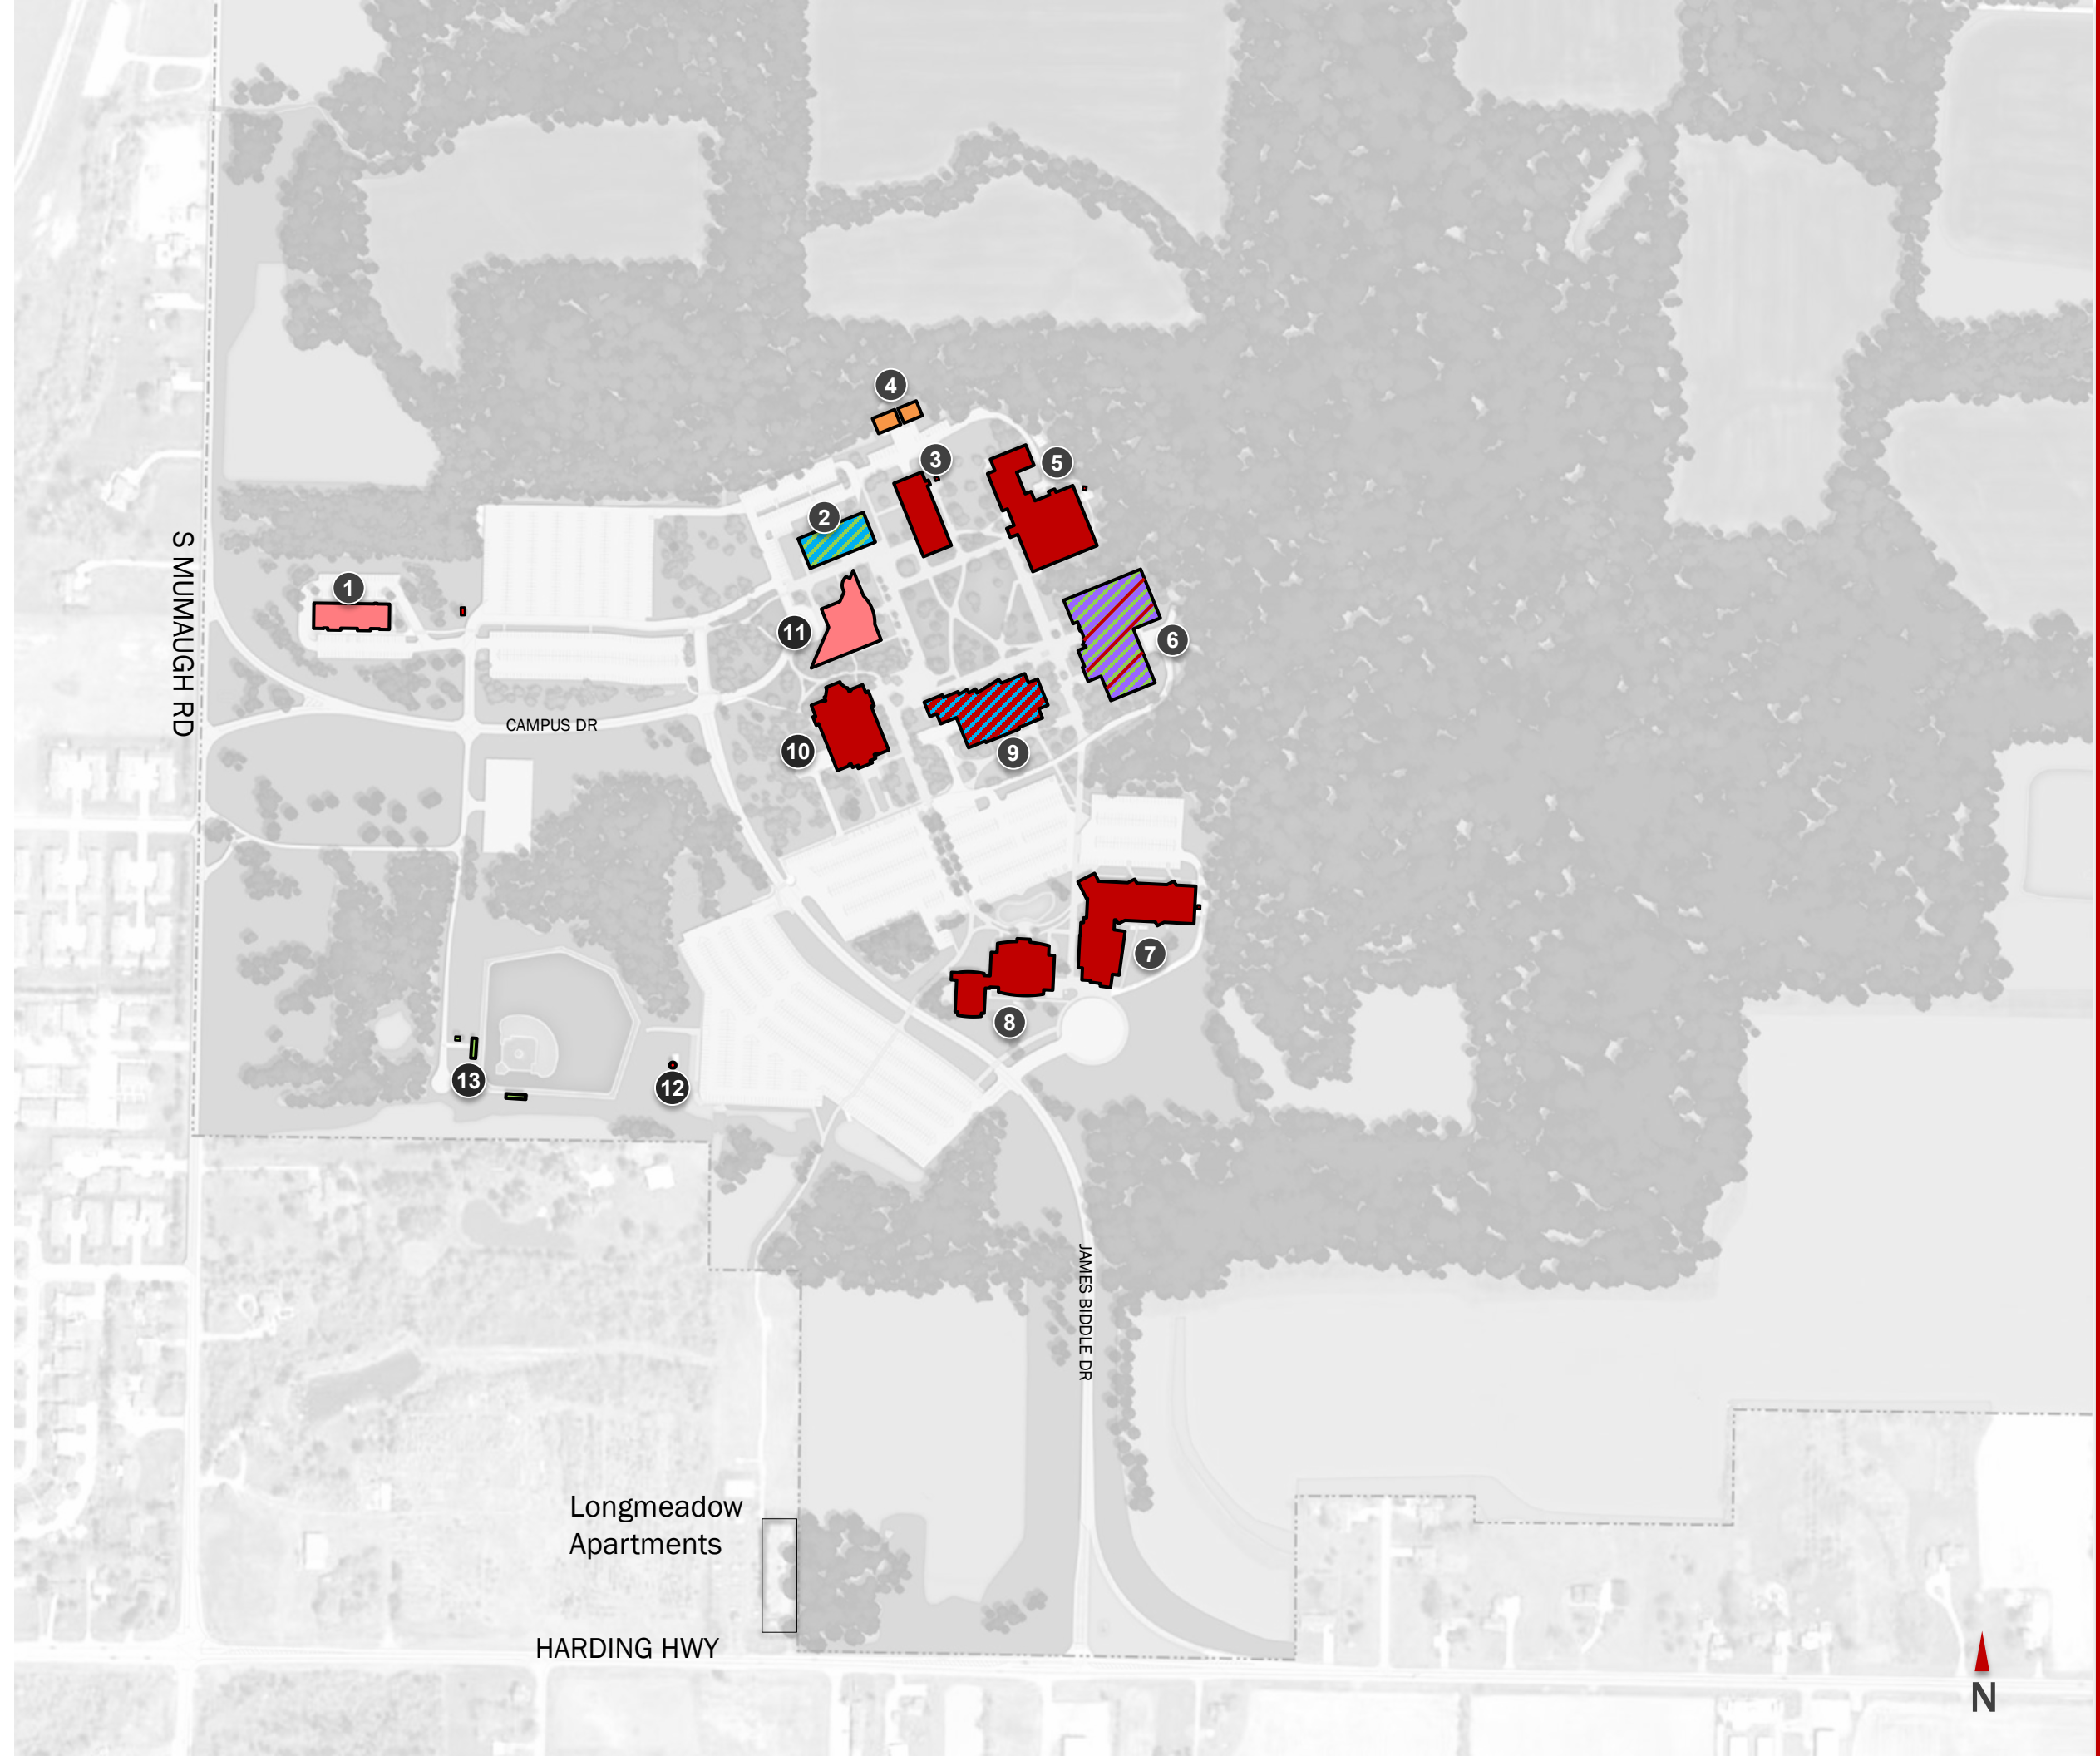 4
3
5
2
1
S MUMAUGH RD
11
6
CAMPUS DR
10
9
7
8
13
12
JAMES BIDDLE DR
Longmeadow
Apartments
HARDING HWY
N